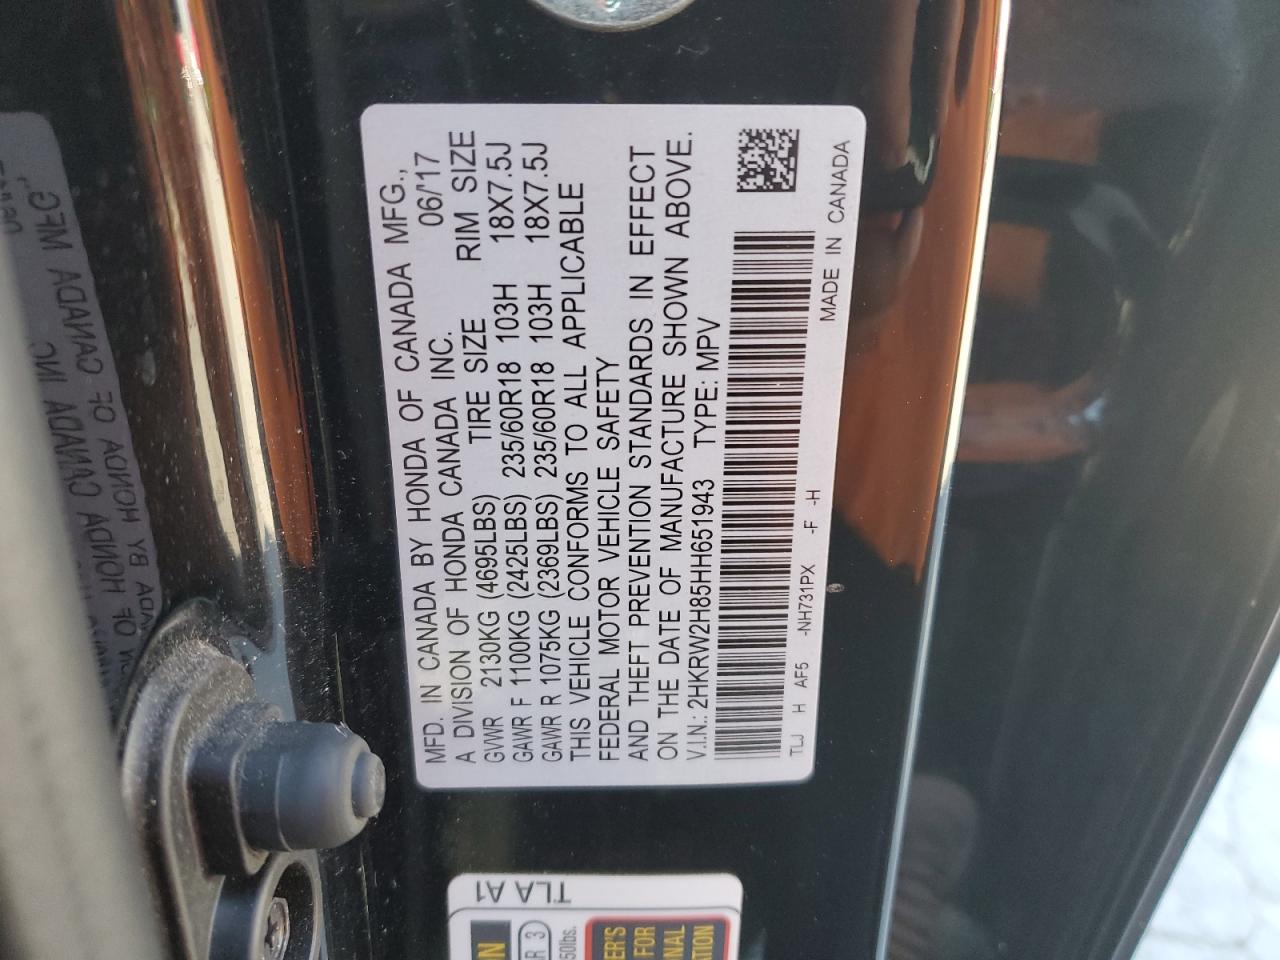 MFD. IN CANADA BY HONDA OF CANADA MFG.,
A DIVISION OF HONDA CANADA INC. 06/'17
TIRE SIZE RIM SIZE
GVWR 2130KG (4695LBS)
GAWR F 1100KG (2425LBS) 235/60R18 103H 18X7.5J
GAWR R 1075KG (2369LBS) 235/60R18 103H 18X7.5J
THIS VEHICLE CONFORMS TO ALL APPLICABLE
FEDERAL MOTOR VEHICLE SAFETY
AND THEFT PREVENTION STANDARDS IN EFFECT
ON THE DATE OF MANUFACTURE SHOWN ABOVE.
V.I.N.: 2HKRW2H85HH651943 TYPE: MPV
TLJ H AF5 -NH731PX -F -H MADE IN CANADA
TLA A1
ER'S
FOR